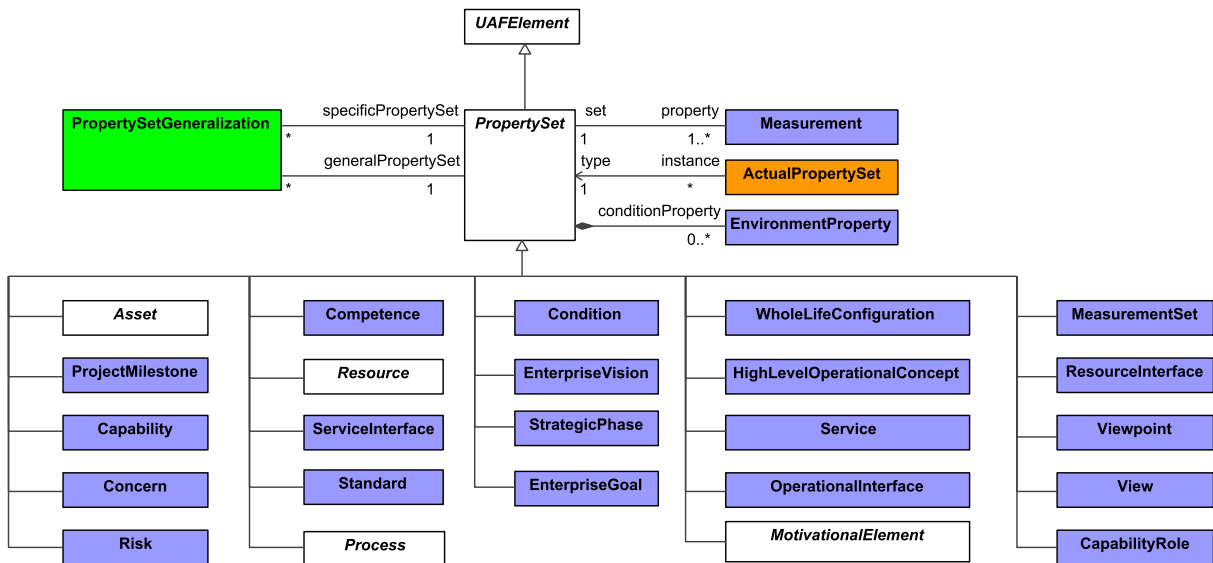 UAFElement
PropertySetGeneralization
specificPropertySet
* 1
generalPropertySet
* 1
PropertySet
set property
1 1..*
Measurement
type instance
1 *
ActualPropertySet
conditionProperty
0..*
EnvironmentProperty
Asset
Competence
Condition
WholeLifeConfiguration
MeasurementSet
ProjectMilestone
Resource
EnterpriseVision
HighLevelOperationalConcept
ResourceInterface
Capability
ServiceInterface
StrategicPhase
Service
Viewpoint
Concern
Standard
EnterpriseGoal
OperationalInterface
View
Risk
Process
MotivationalElement
CapabilityRole